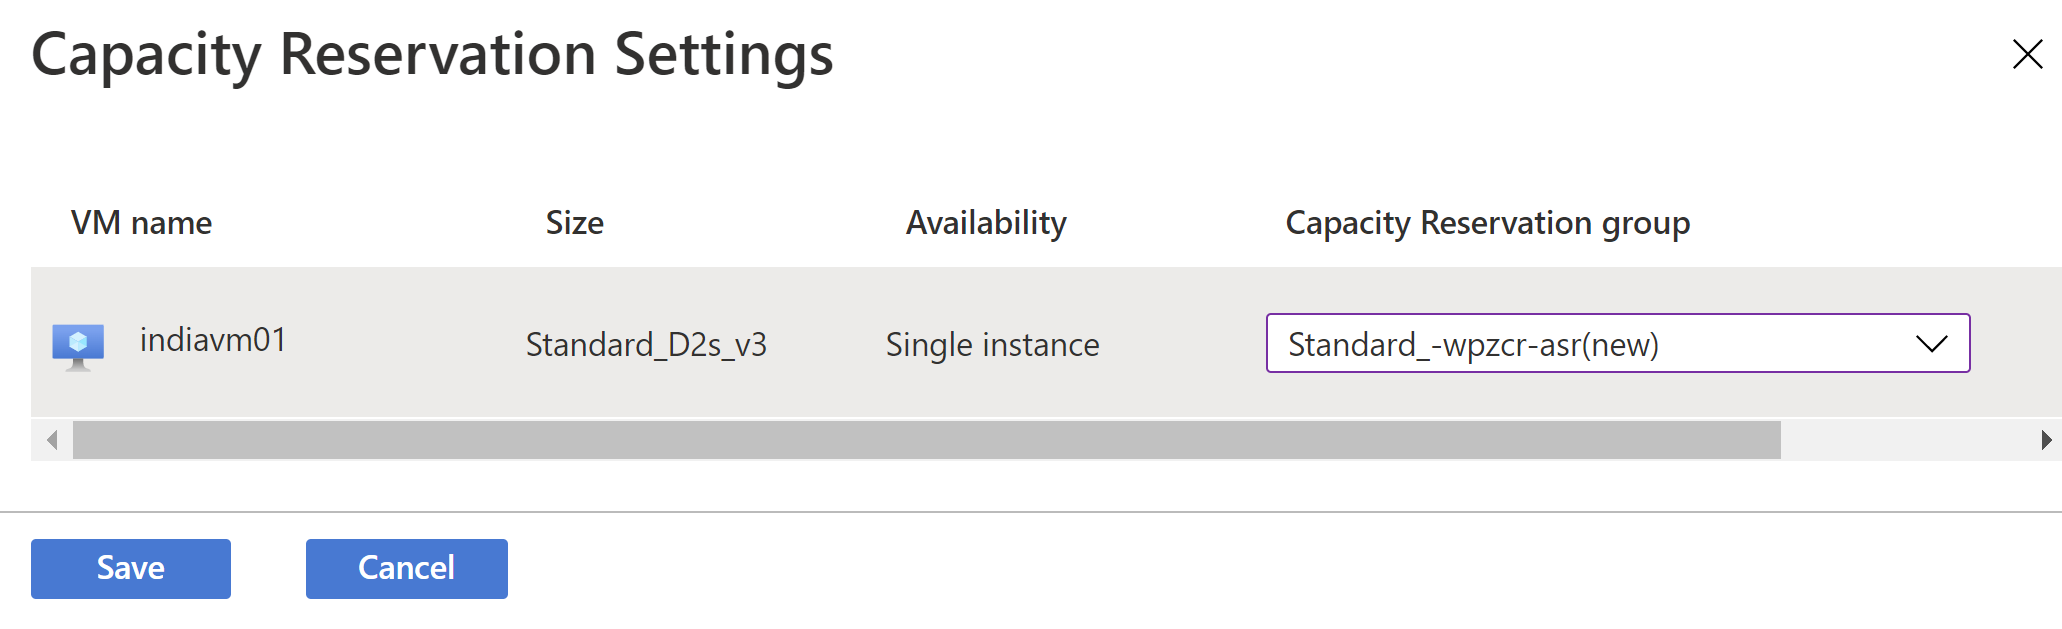 Capacity Reservation Settings
VM name Size Availability Capacity Reservation group
indiavm01 Standard_D2s_v3 Single instance Standard_-wpzcr-asr(new)
Save Cancel